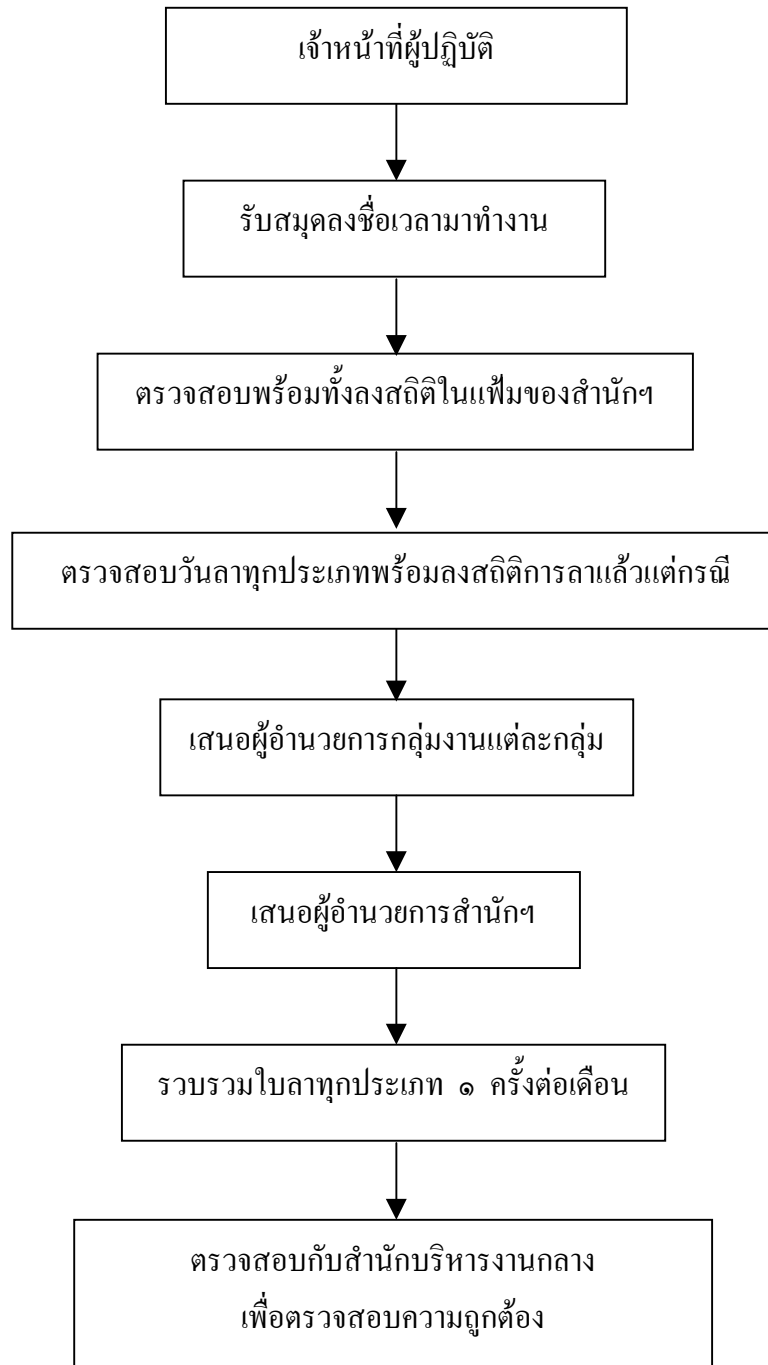 เจ้าหน้าที่ผู้ปฏิบัติ
รับสมุดลงชื่อเวลามาทำงาน
ตรวจสอบพร้อมทั้งลงสถิติในแฟ้มของสำนักฯ
ตรวจสอบวันลาทุกประเภทพร้อมลงสถิติการลาแล้วแต่กรณี
เสนอผู้อำนวยการกลุ่มงานแต่ละกลุ่ม
เสนอผู้อำนวยการสำนักฯ
รวบรวมใบลาทุกประเภท ๑ ครั้งต่อเดือน
ตรวจสอบกับสำนักบริหารงานกลาง
เพื่อตรวจสอบความถูกต้อง